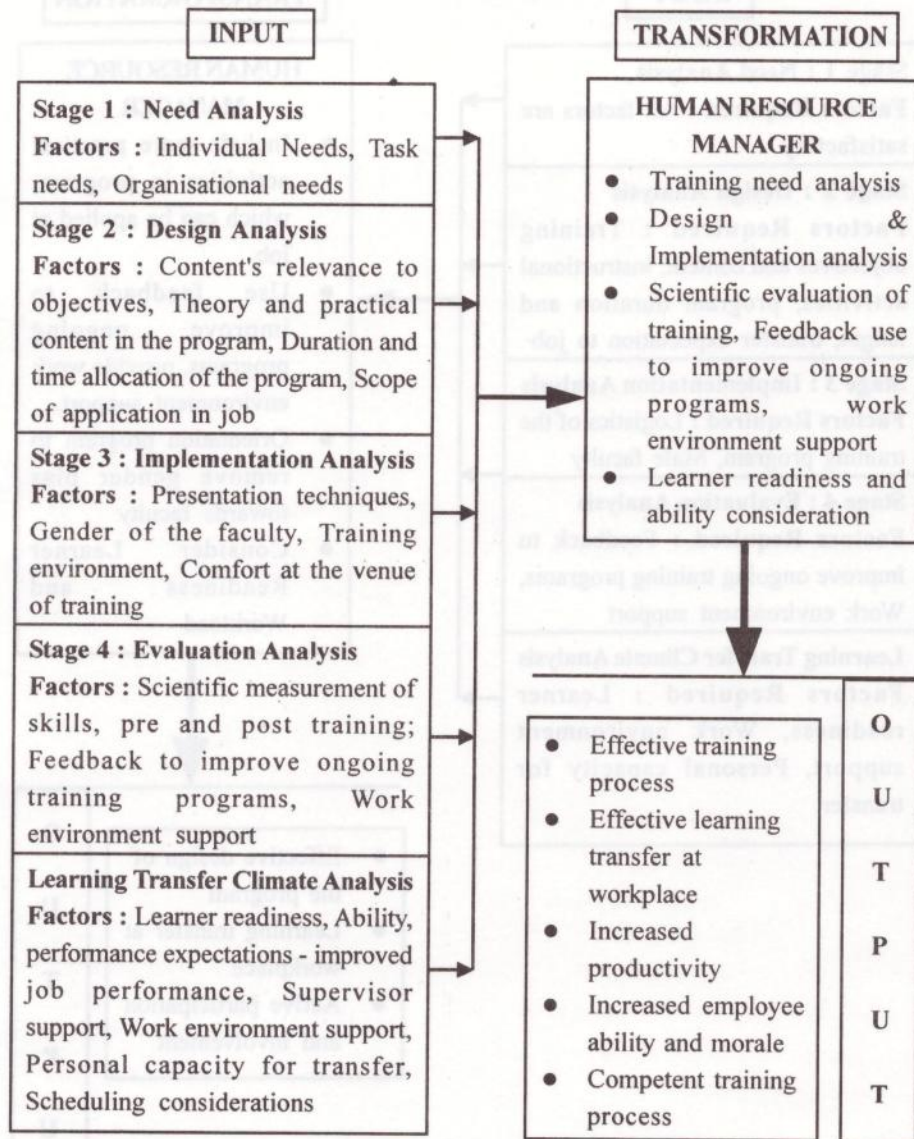 INPUT
Stage 1 : Need Analysis
Factors : Individual Needs, Task
needs, Organisational needs
Stage 2 : Design Analysis
Factors : Content's relevance to
objectives, Theory and practical
content in the program, Duration and
time allocation of the program, Scope
of application in job
Stage 3 : Implementation Analysis
Factors : Presentation techniques,
Gender of the faculty, Training
environment, Comfort at the venue
of training
Stage 4 : Evaluation Analysis
Factors : Scientific measurement of
skills, pre and post training;
Feedback to improve ongoing
training programs, Work
environment support
Learning Transfer Climate Analysis
Factors : Learner readiness, Ability,
performance expectations - improved
job performance, Supervisor
support, Work environment support,
Personal capacity for transfer,
Scheduling considerations
TRANSFORMATION
HUMAN RESOURCE
MANAGER
• Training need analysis
• Design &
Implementation analysis
• Scientific evaluation of
training, Feedback use
to improve ongoing
programs, work
environment support
• Learner readiness and
ability consideration
• Effective training
process
• Effective learning
transfer at
workplace
• Increased
productivity
• Increased employee
ability and morale
• Competent training
process
O
U
T
P
U
T